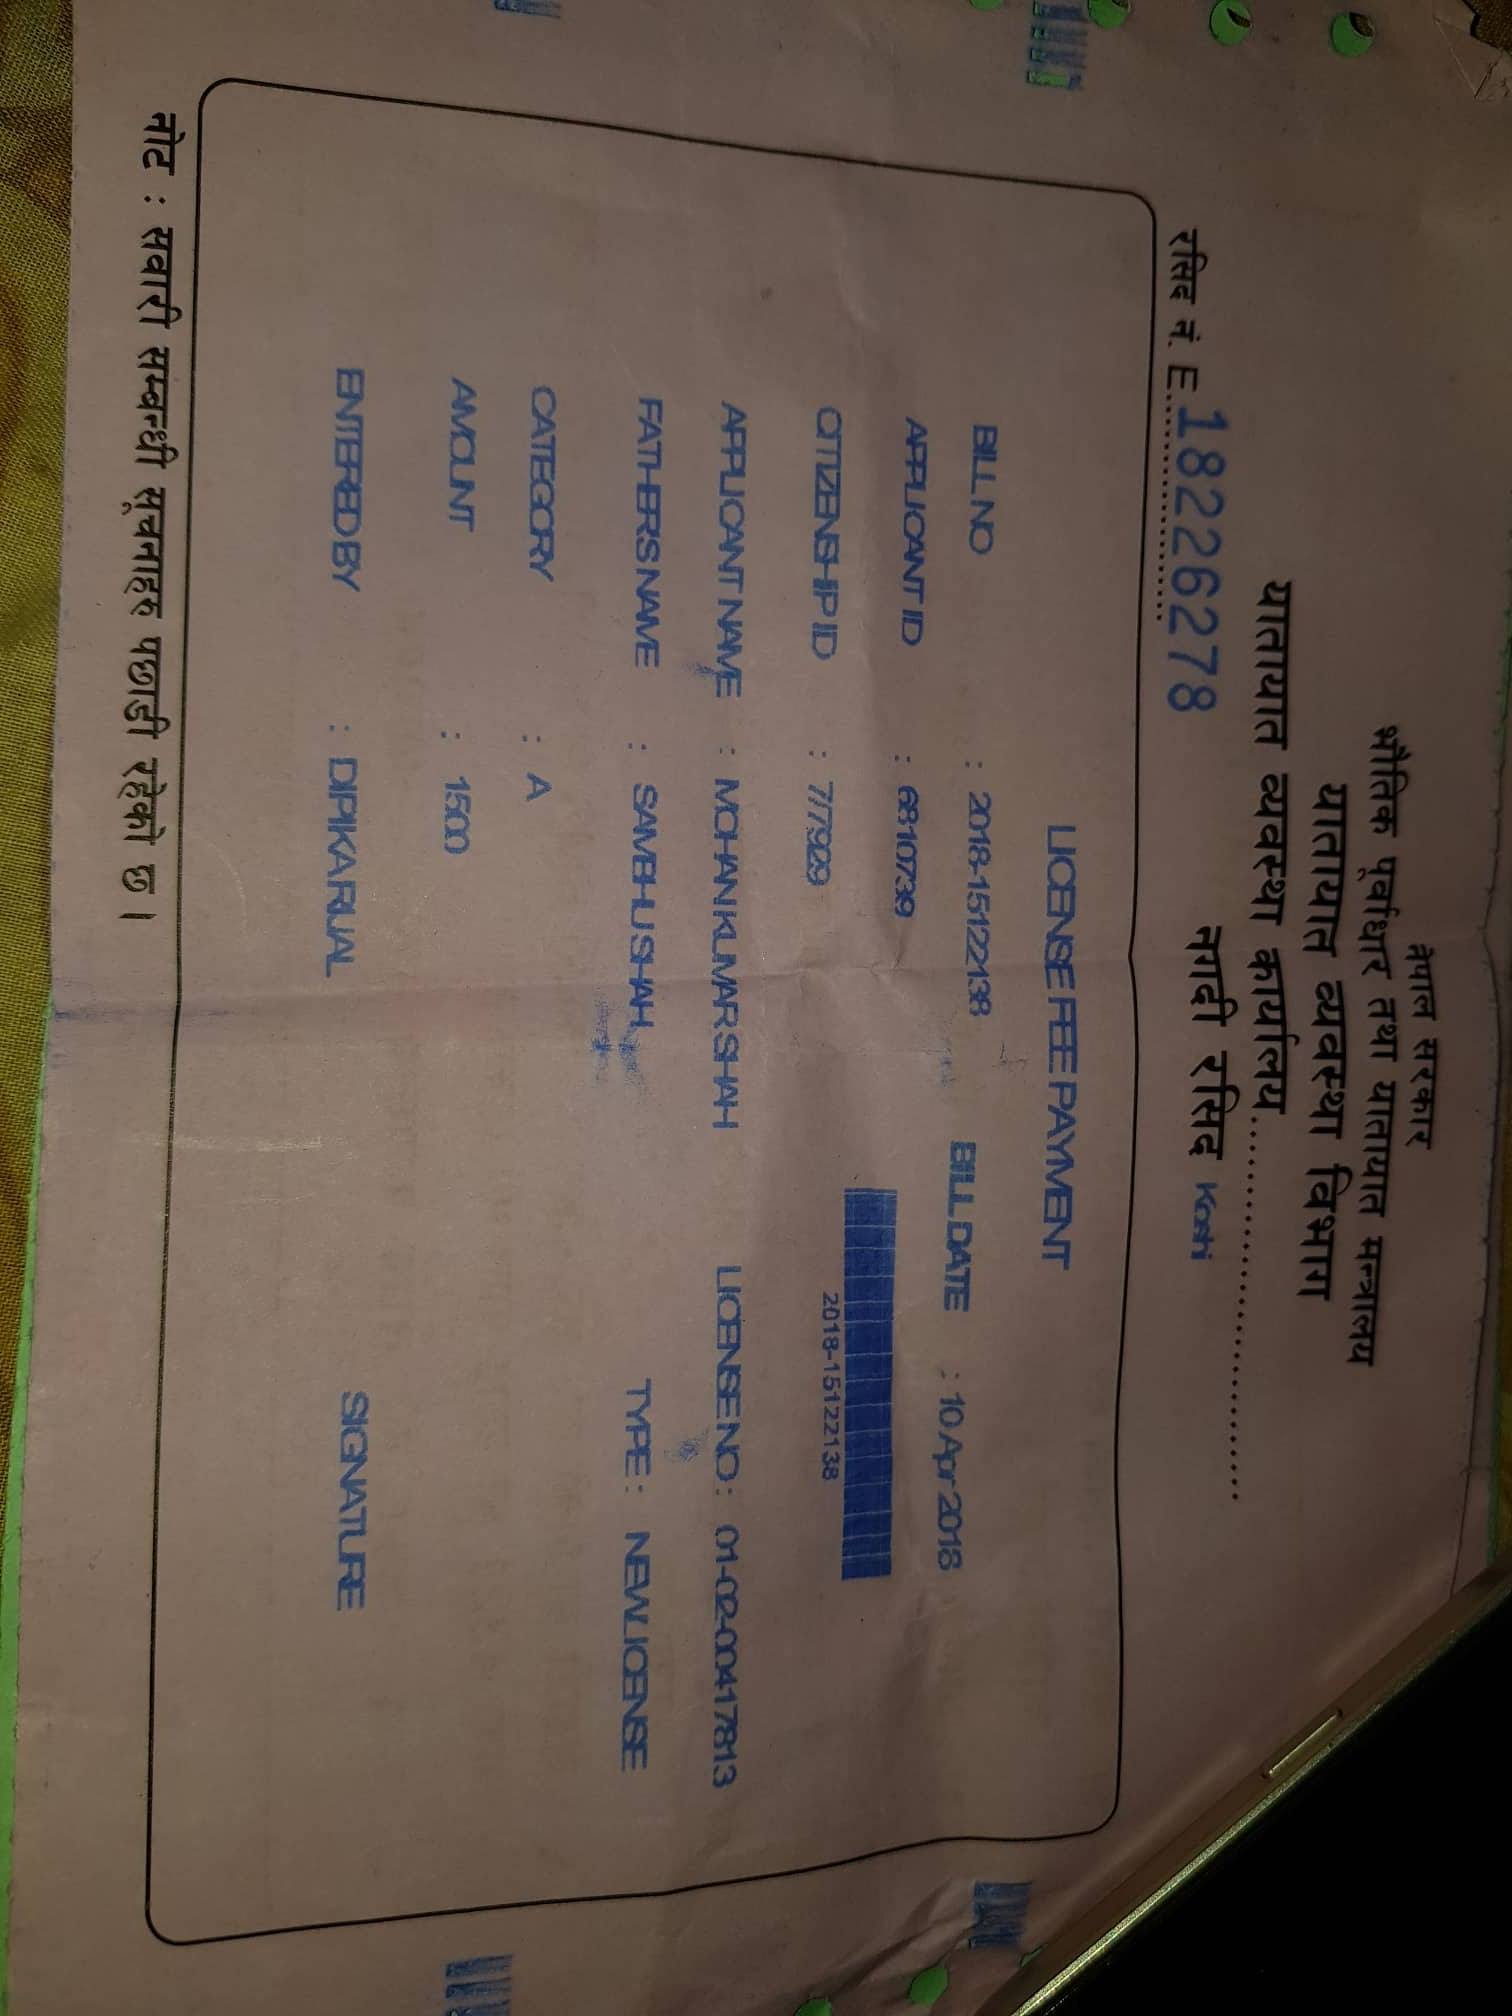 नेपाल सरकार
भौतिक पूर्वाधार तथा यातायात मन्त्रालय
यातायात व्यवस्था विभाग
यातायात व्यवस्था कार्यालय..............................
नगदी रसिद Koshi
रसिद नं. E 18226278
LICENSE FEE PAYMENT
BILL NO : 2018-15122138 BILL DATE : 10 Apr 2018
APPLICANT ID : 6810739
2018-15122138
CITIZENSHIP ID : 7/77929
APPLICANT NAME : MOHAN KUMAR SHAH LICENSE NO : 01-02-00417813
FATHERS NAME : SAMBHU SHAH TYPE : NEW LICENSE
CATEGORY : A
AMOUNT : 1500
ENTERED BY : DIPIKA RIJAL SIGNATURE
नोट : सवारी सम्बन्धी सूचनाहरु पछाडी रहेको छ ।